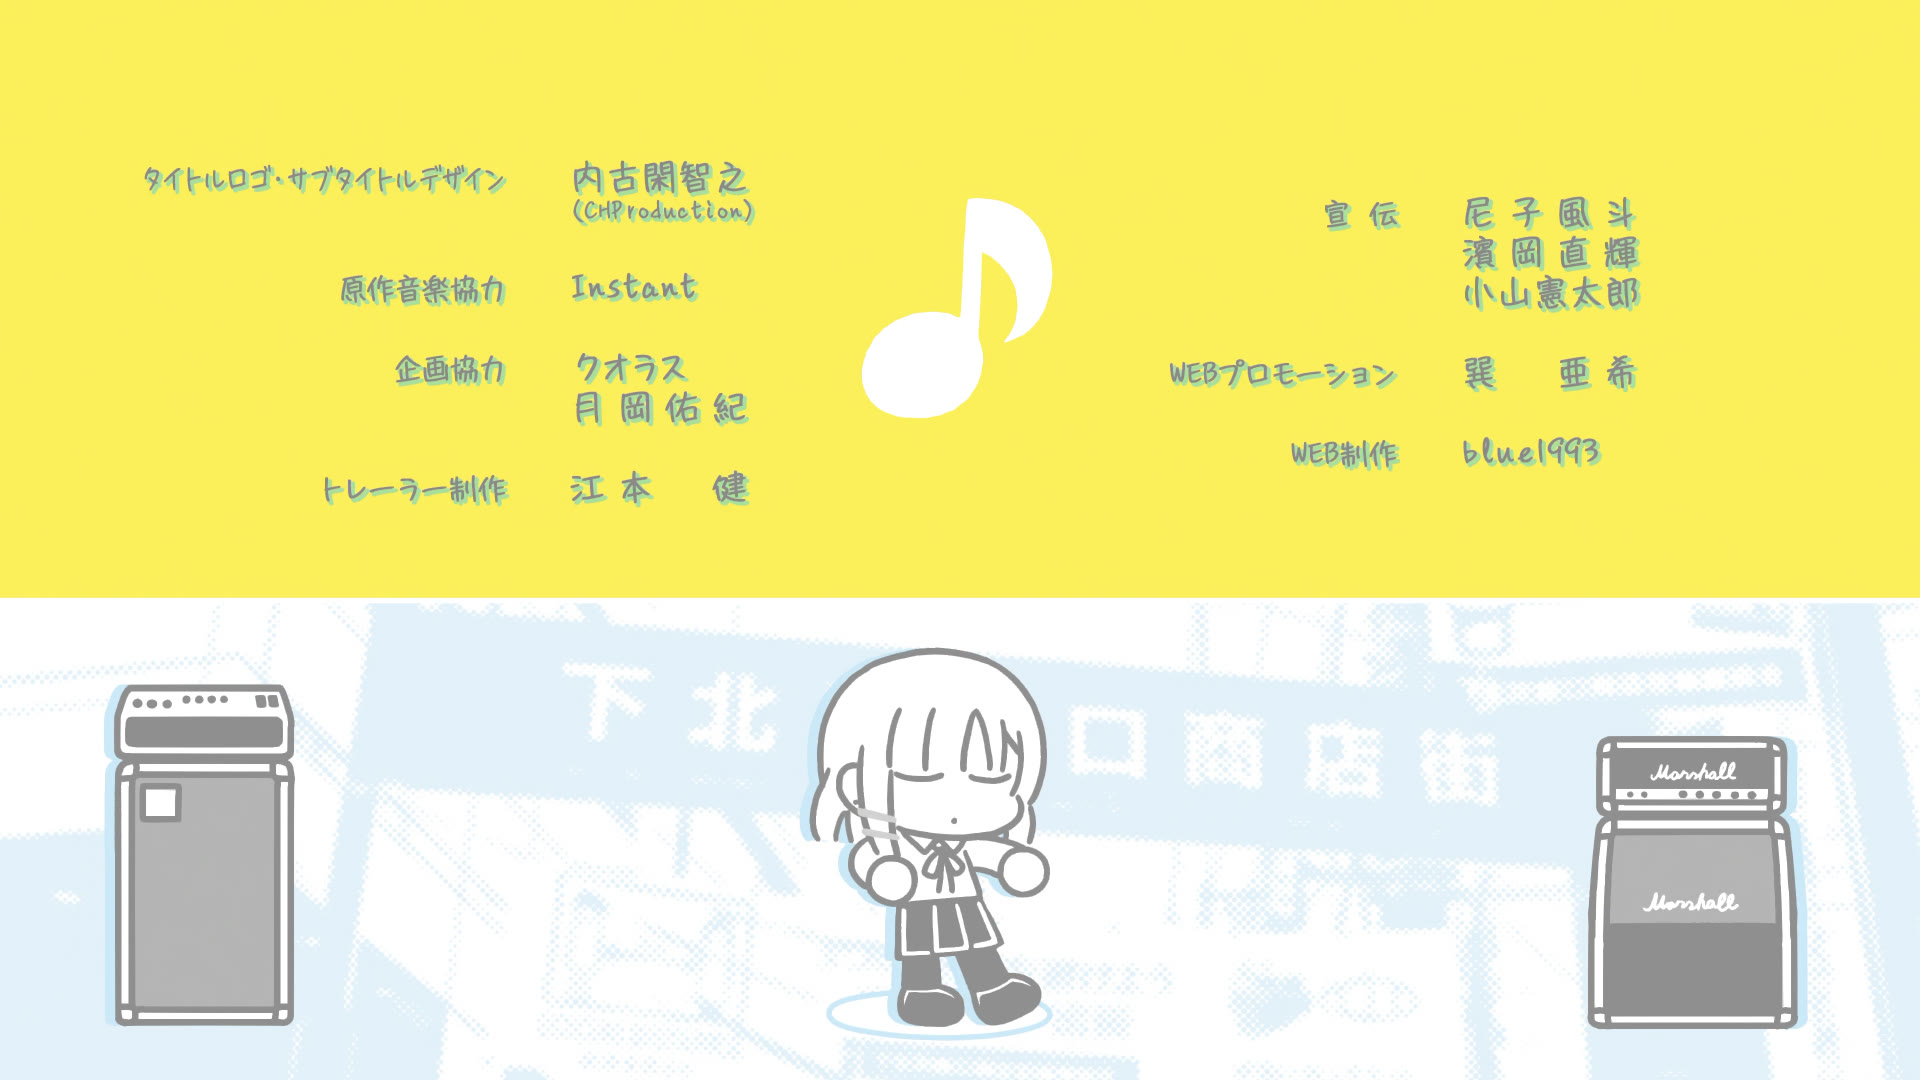 タイトルロゴ・サブタイトルデザイン 内古閑智之
(CHProduction)
原作音楽協力 Instant
企画協力 クオラス
月岡佑紀
トレーラー制作 江本 健
宣伝 尼子風斗
濱岡直輝
小山憲太郎
WEBプロモーション 巽 亜希
WEB制作 blue1993
下北 口商店街
Marshall
Marshall